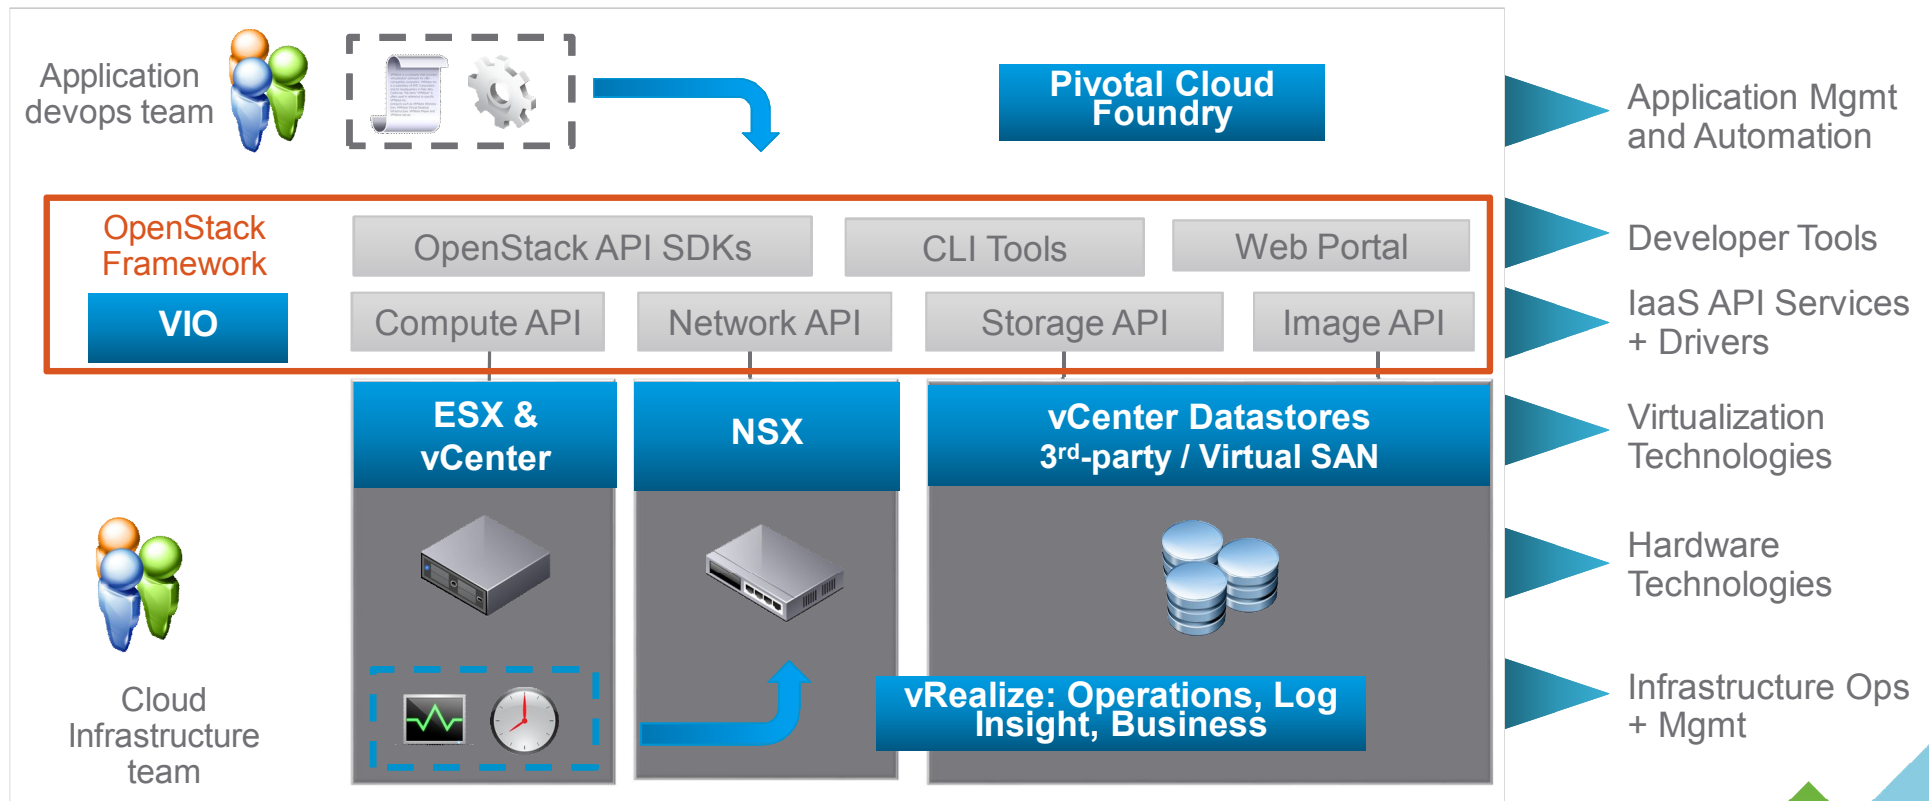 Application
devops team
Pivotal Cloud
Foundry
Application Mgmt
and Automation
OpenStack
Framework
OpenStack API SDKs
CLI Tools
Web Portal
Developer Tools
VIO
Compute API
Network API
Storage API
Image API
IaaS API Services
+ Drivers
ESX &
vCenter
NSX
vCenter Datastores
3rd-party / Virtual SAN
Virtualization
Technologies
Hardware
Technologies
Cloud
Infrastructure
team
vRealize: Operations, Log
Insight, Business
Infrastructure Ops
+ Mgmt